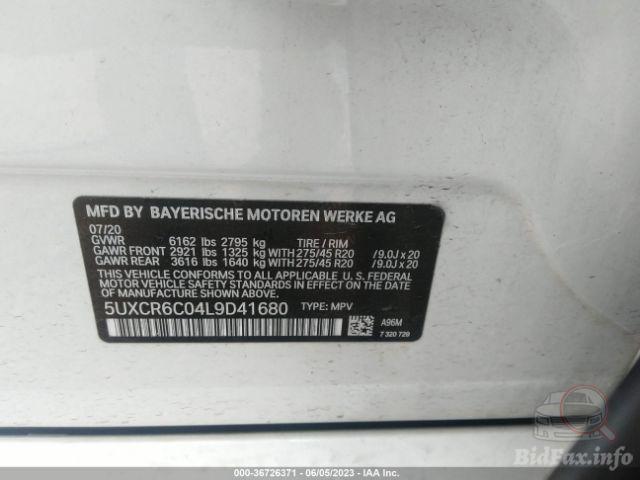 MFD BY BAYERISCHE MOTOREN WERKE AG
07/20
GVWR 6162 lbs 2795 kg TIRE / RIM
GAWR FRONT 2921 lbs 1325 kg WITH 275/45 R20 /9.0J x 20
GAWR REAR 3616 lbs 1640 kg WITH 275/45 R20 /9.0J x 20
THIS VEHICLE CONFORMS TO ALL APPLICABLE U.S. FEDERAL
MOTOR VEHICLE SAFETY, BUMPER, AND THEFT PREVENTION
STANDARDS IN EFFECT ON THE DATE OF MANUFACTURE
SHOWN ABOVE.
5UXCR6C04L9D41680 TYPE: MPV
A96M
7 320 729
BidFax.info
000-36726371 - 06/05/2023 - IAA Inc.